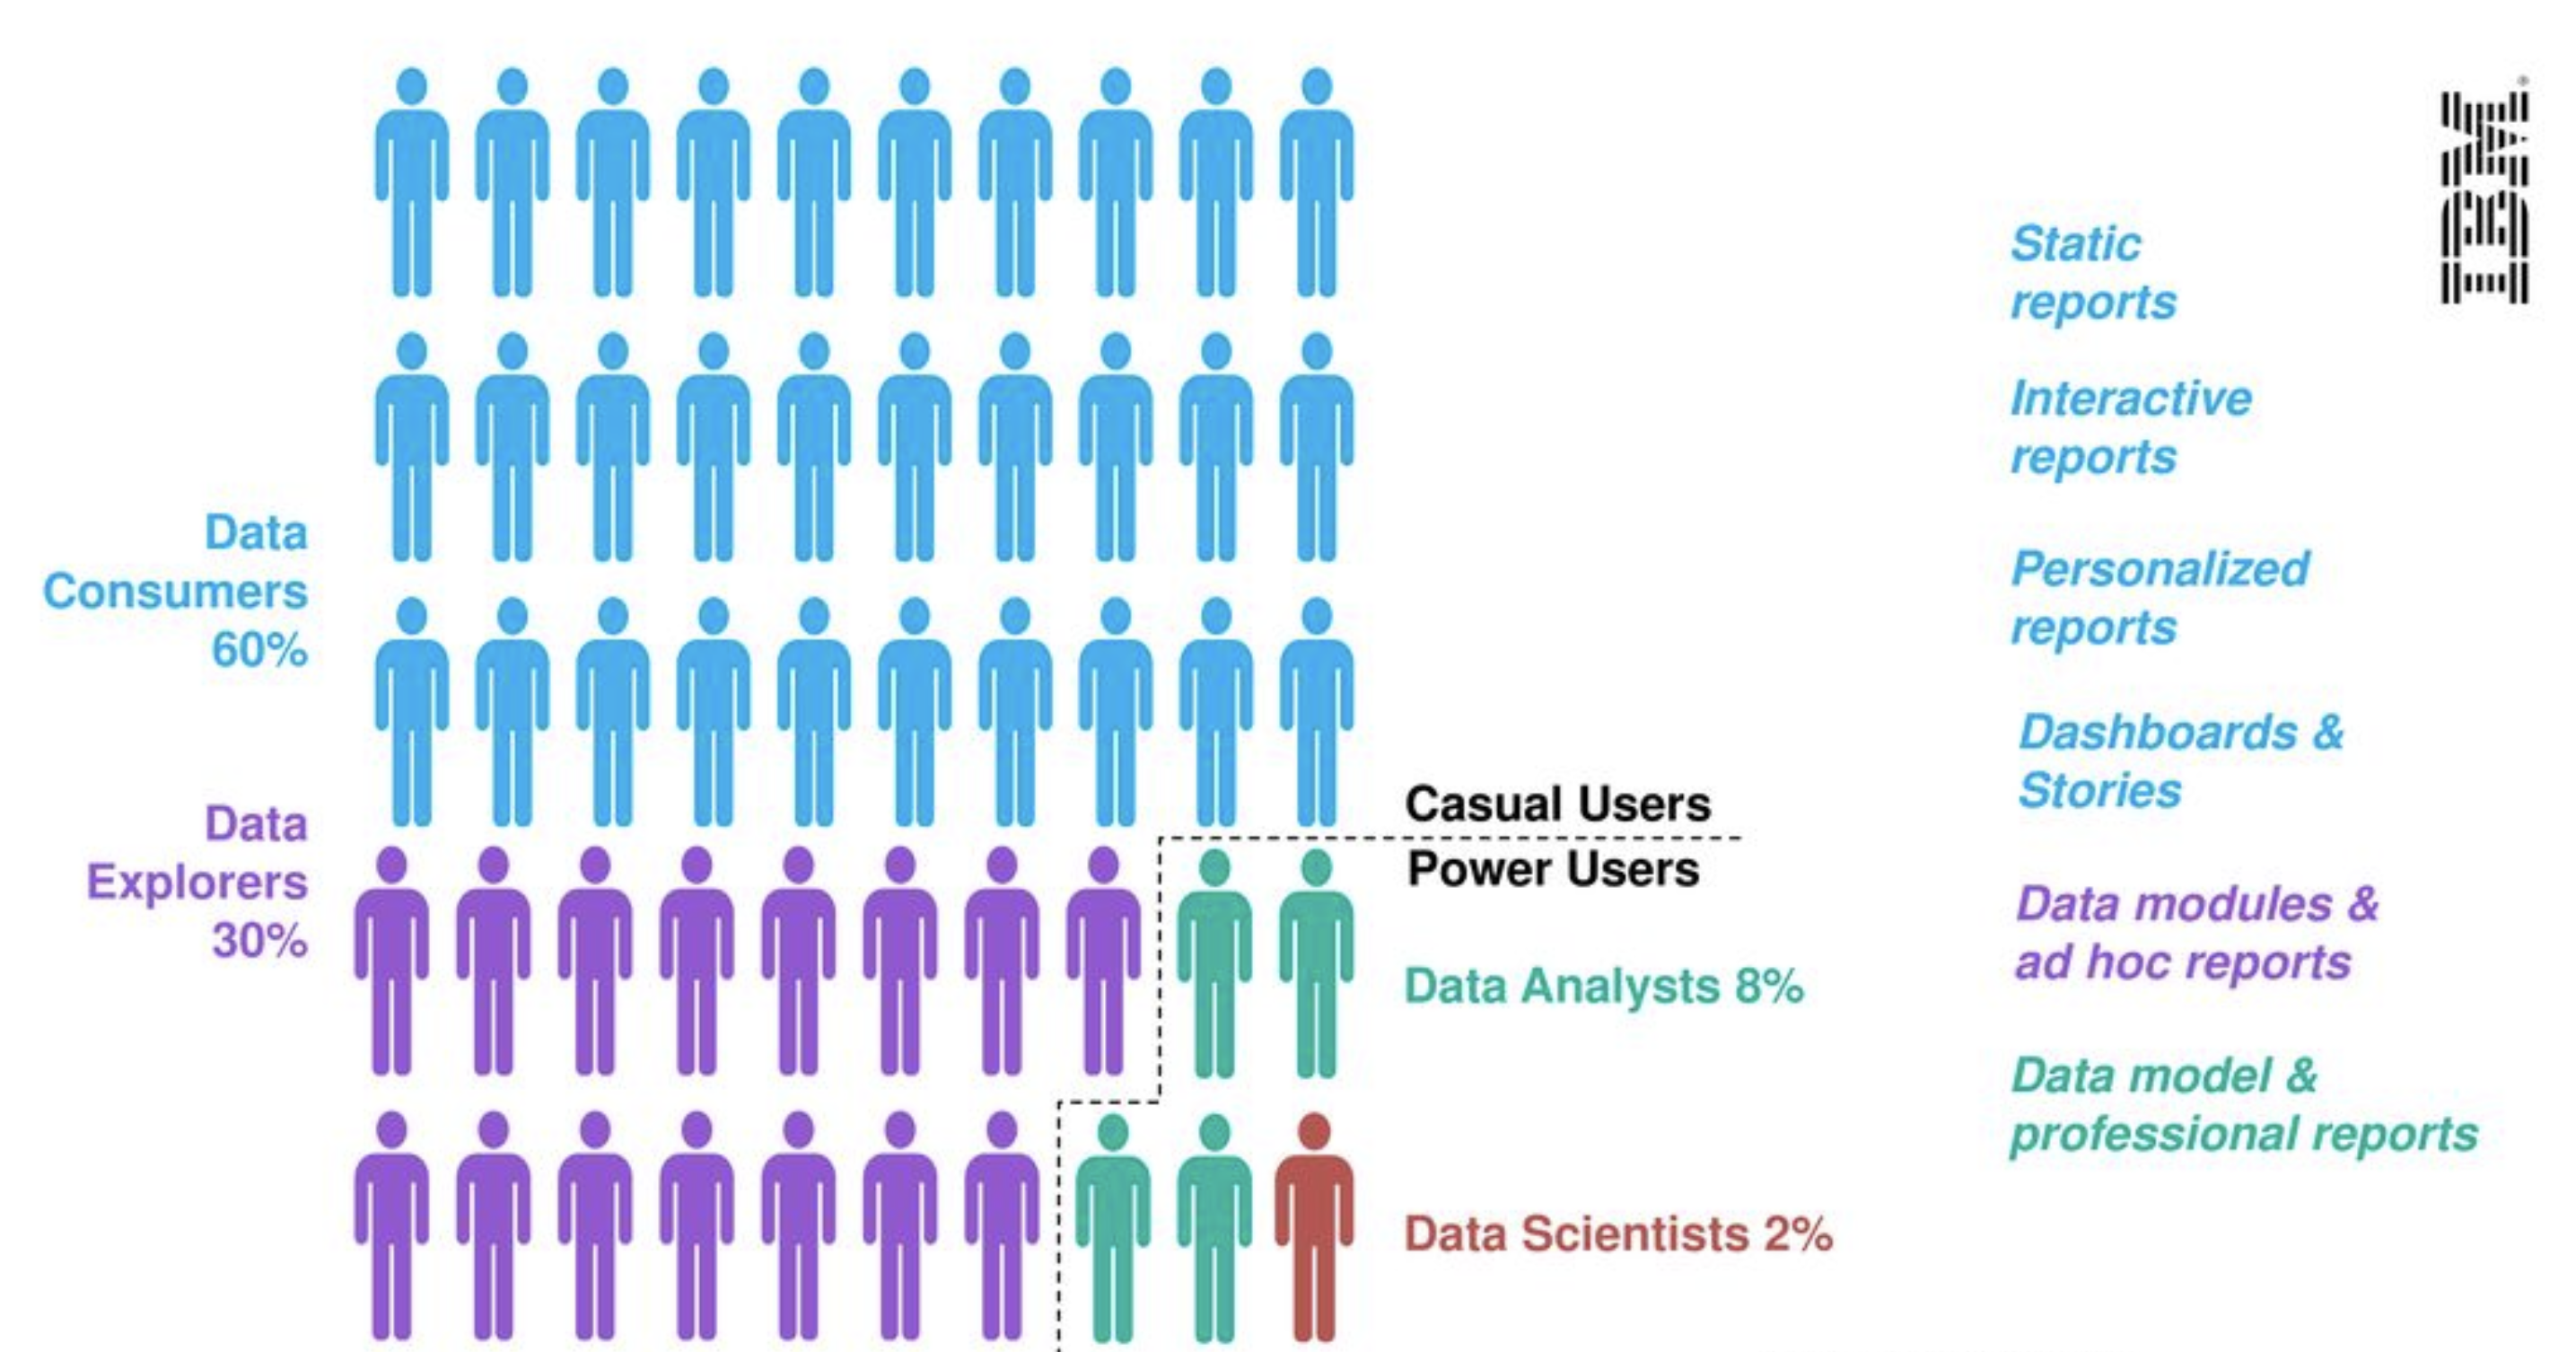 IBM
®
Static
reports
Interactive
reports
Data
Consumers
60%
Personalized
reports
Dashboards &
Stories
Casual Users
Data
Explorers
30%
Power Users
Data modules &
ad hoc reports
Data Analysts 8%
Data model &
professional reports
Data Scientists 2%